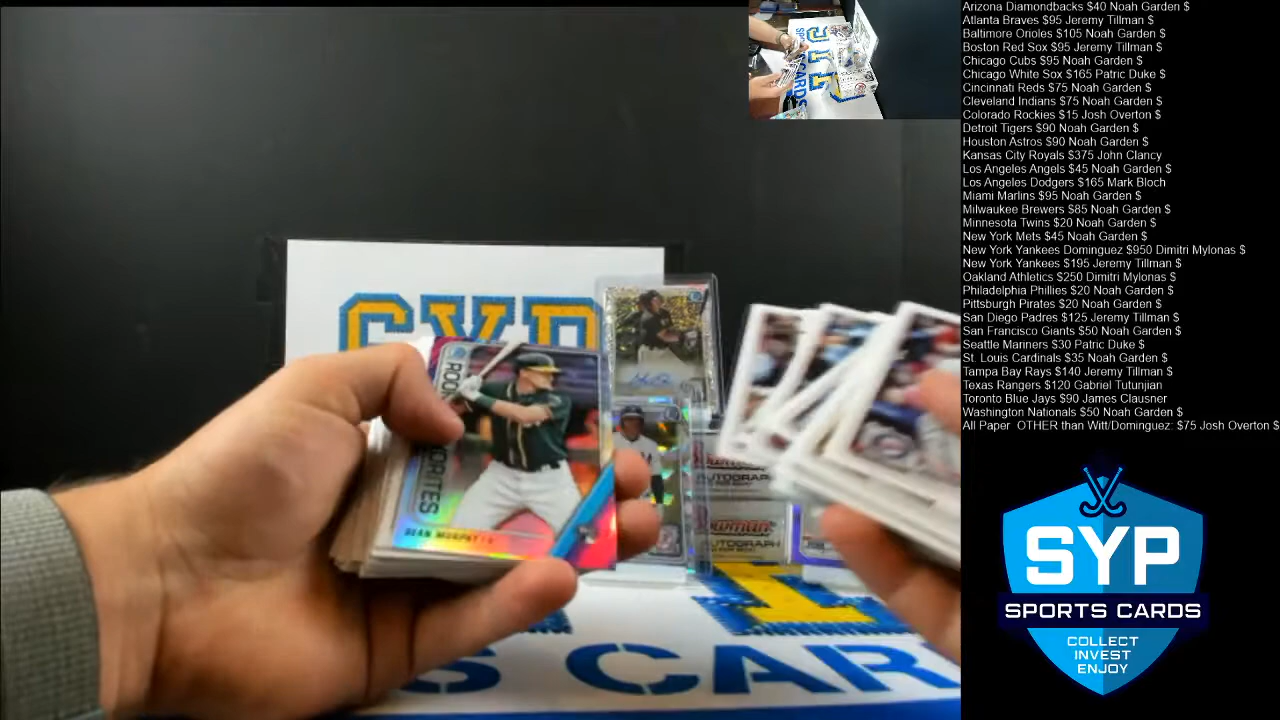 Arizona Diamondbacks $40 Noah Garden $
Atlanta Braves $95 Jeremy Tillman $
Baltimore Orioles $105 Noah Garden $
Boston Red Sox $95 Jeremy Tillman $
Chicago Cubs $95 Noah Garden $
Chicago White Sox $165 Patric Duke $
Cincinnati Reds $75 Noah Garden $
Cleveland Indians $75 Noah Garden $
Colorado Rockies $15 Josh Overton $
Detroit Tigers $90 Noah Garden $
Houston Astros $90 Noah Garden $
Kansas City Royals $375 John Clancy
Los Angeles Angels $45 Noah Garden $
Los Angeles Dodgers $165 Mark Bloch
Miami Marlins $95 Noah Garden $
Milwaukee Brewers $85 Noah Garden $
Minnesota Twins $20 Noah Garden $
New York Mets $45 Noah Garden $
New York Yankees Dominguez $950 Dimitri Mylonas $
New York Yankees $195 Jeremy Tillman $
Oakland Athletics $250 Dimitri Mylonas $
Philadelphia Phillies $20 Noah Garden $
Pittsburgh Pirates $20 Noah Garden $
San Diego Padres $125 Jeremy Tillman $
San Francisco Giants $50 Noah Garden $
Seattle Mariners $30 Patric Duke $
St. Louis Cardinals $35 Noah Garden $
Tampa Bay Rays $140 Jeremy Tillman $
Texas Rangers $120 Gabriel Tutunjian
Toronto Blue Jays $90 James Clausner
Washington Nationals $50 Noah Garden $
All Paper OTHER than Witt/Dominguez: $75 Josh Overton $
SYP
SPORTS CARDS
COLLECT
INVEST
ENJOY
SYP
S CAR
AUTOGRAPH
Bowman
AUTOGRAPH